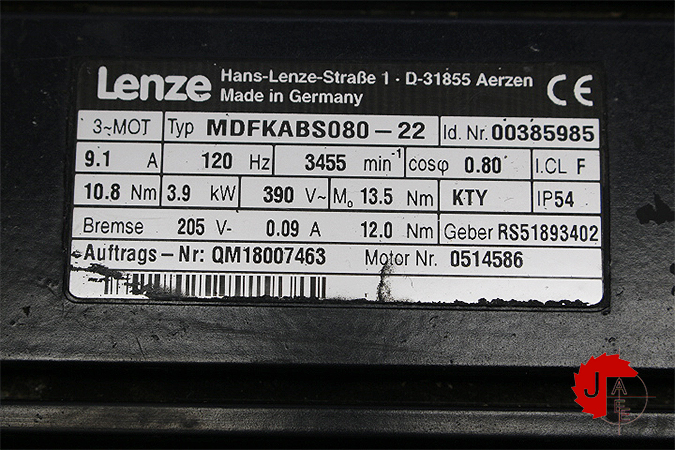 Lenze Hans-Lenze-Straße 1 · D-31855 Aerzen
Made in Germany CE
3~MOT Typ MDFKABS080-22 Id. Nr. 00385985
9.1 A 120 Hz 3455 min⁻¹ cosφ 0.80 I.CL F
10.8 Nm 3.9 kW 390 V~ M₀ 13.5 Nm KTY IP54
Bremse 205 V- 0.09 A 12.0 Nm Geber RS51893402
Auftrags-Nr: QM18007463 Motor Nr. 0514586
J A E